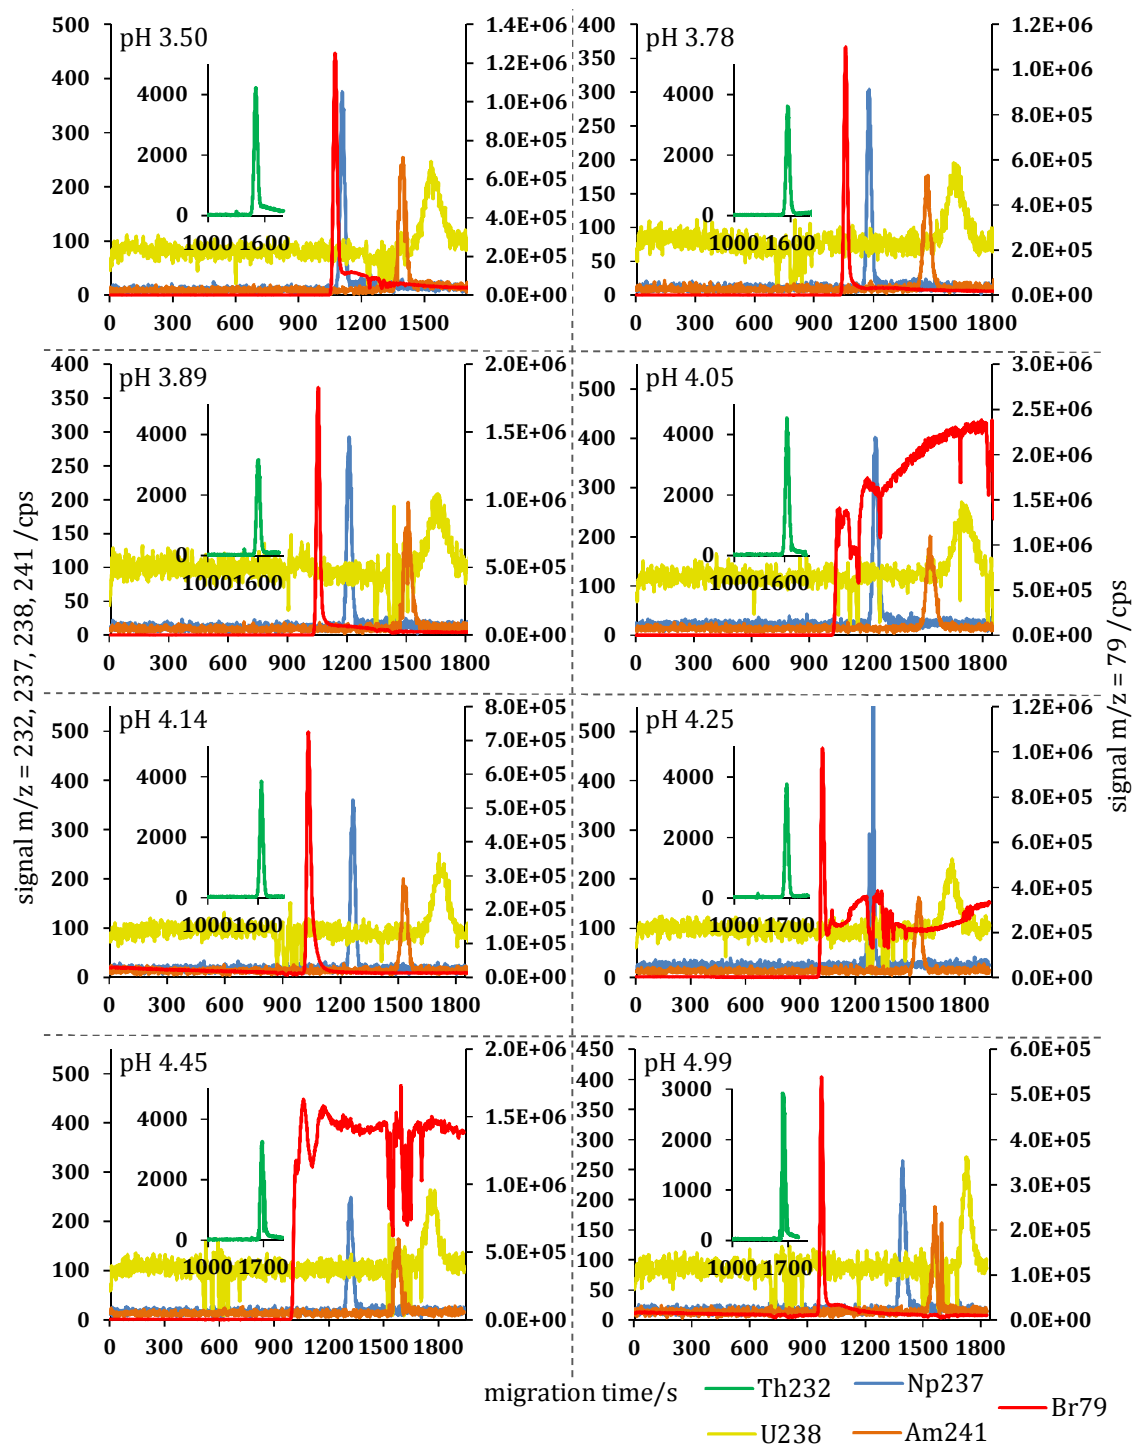 signal m/z = 232, 237, 238, 241 /cps
signal m/z = 79 /cps
pH 3.50
500
450
400
350
300
250
200
150
100
50
0
1.4E+06
1.2E+06
1.0E+06
8.0E+05
6.0E+05
4.0E+05
2.0E+05
0.0E+00
4000
2000
0
1000 1600
0 300 600 900 1200 1500
pH 3.78
400
350
300
250
200
150
100
50
0
1.2E+06
1.0E+06
8.0E+05
6.0E+05
4.0E+05
2.0E+05
0.0E+00
4000
2000
0
1000 1600
0 300 600 900 1200 1500 1800
pH 3.89
400
350
300
250
200
150
100
50
0
2.0E+06
1.5E+06
1.0E+06
5.0E+05
0.0E+00
4000
2000
0
1000 1600
0 300 600 900 1200 1500 1800
pH 4.05
500
400
300
200
100
0
3.0E+06
2.5E+06
2.0E+06
1.5E+06
1.0E+06
5.0E+05
0.0E+00
4000
2000
0
1000 1600
0 300 600 900 1200 1500 1800
pH 4.14
500
400
300
200
100
0
8.0E+05
7.0E+05
6.0E+05
5.0E+05
4.0E+05
3.0E+05
2.0E+05
1.0E+05
0.0E+00
4000
2000
0
1000 1600
0 300 600 900 1200 1500 1800
pH 4.25
500
400
300
200
100
0
1.2E+06
1.0E+06
8.0E+05
6.0E+05
4.0E+05
2.0E+05
0.0E+00
4000
2000
0
1000 1700
0 300 600 900 1200 1500 1800
pH 4.45
500
400
300
200
100
0
2.0E+06
1.5E+06
1.0E+06
5.0E+05
0.0E+00
4000
2000
0
1000 1700
0 300 600 900 1200 1500 1800
pH 4.99
450
400
350
300
250
200
150
100
50
0
6.0E+05
5.0E+05
4.0E+05
3.0E+05
2.0E+05
1.0E+05
0.0E+00
3000
1000
0
1000 1700
0 300 600 900 1200 1500 1800
migration time/s
Th232
Np237
Br79
U238
Am241